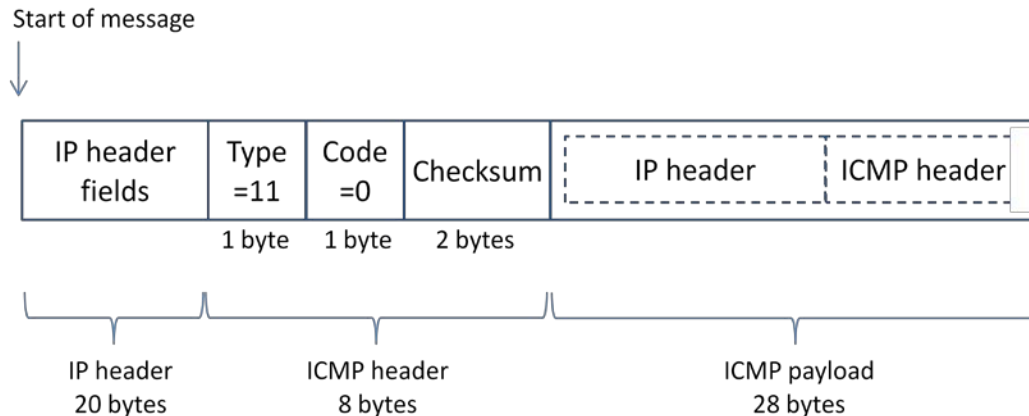 Start of message
IP header
fields
Type
=11
Code
=0
Checksum
IP header
ICMP header
1 byte
1 byte
2 bytes
IP header
20 bytes
ICMP header
8 bytes
ICMP payload
28 bytes